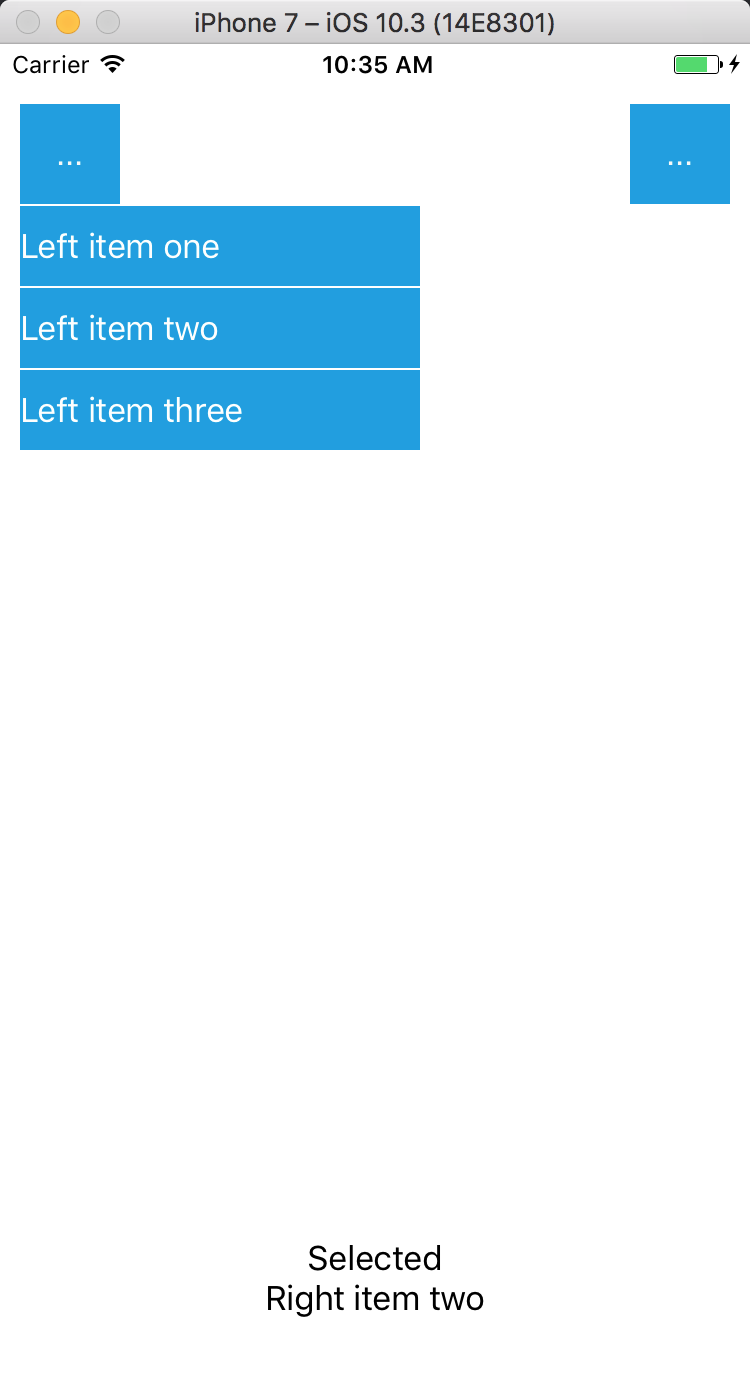 iPhone 7 – iOS 10.3 (14E8301)
Carrier 10:35 AM
... ...
Left item one
Left item two
Left item three
Selected
Right item two